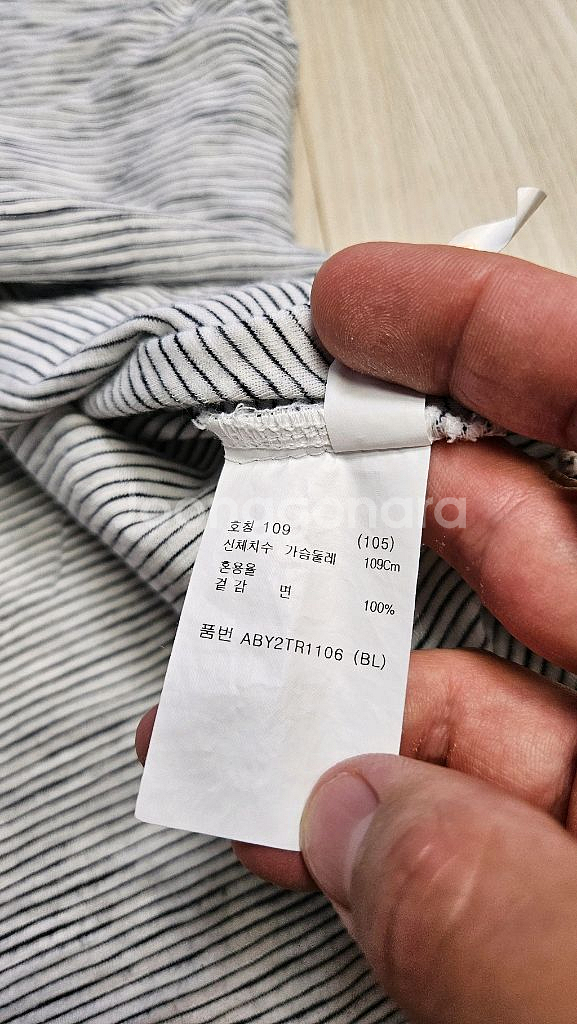 joonggonara
호칭 109 (105)
신체치수 가슴둘레 109Cm
혼용율
겉감 면 100%
품번 ABY2TR1106 (BL)